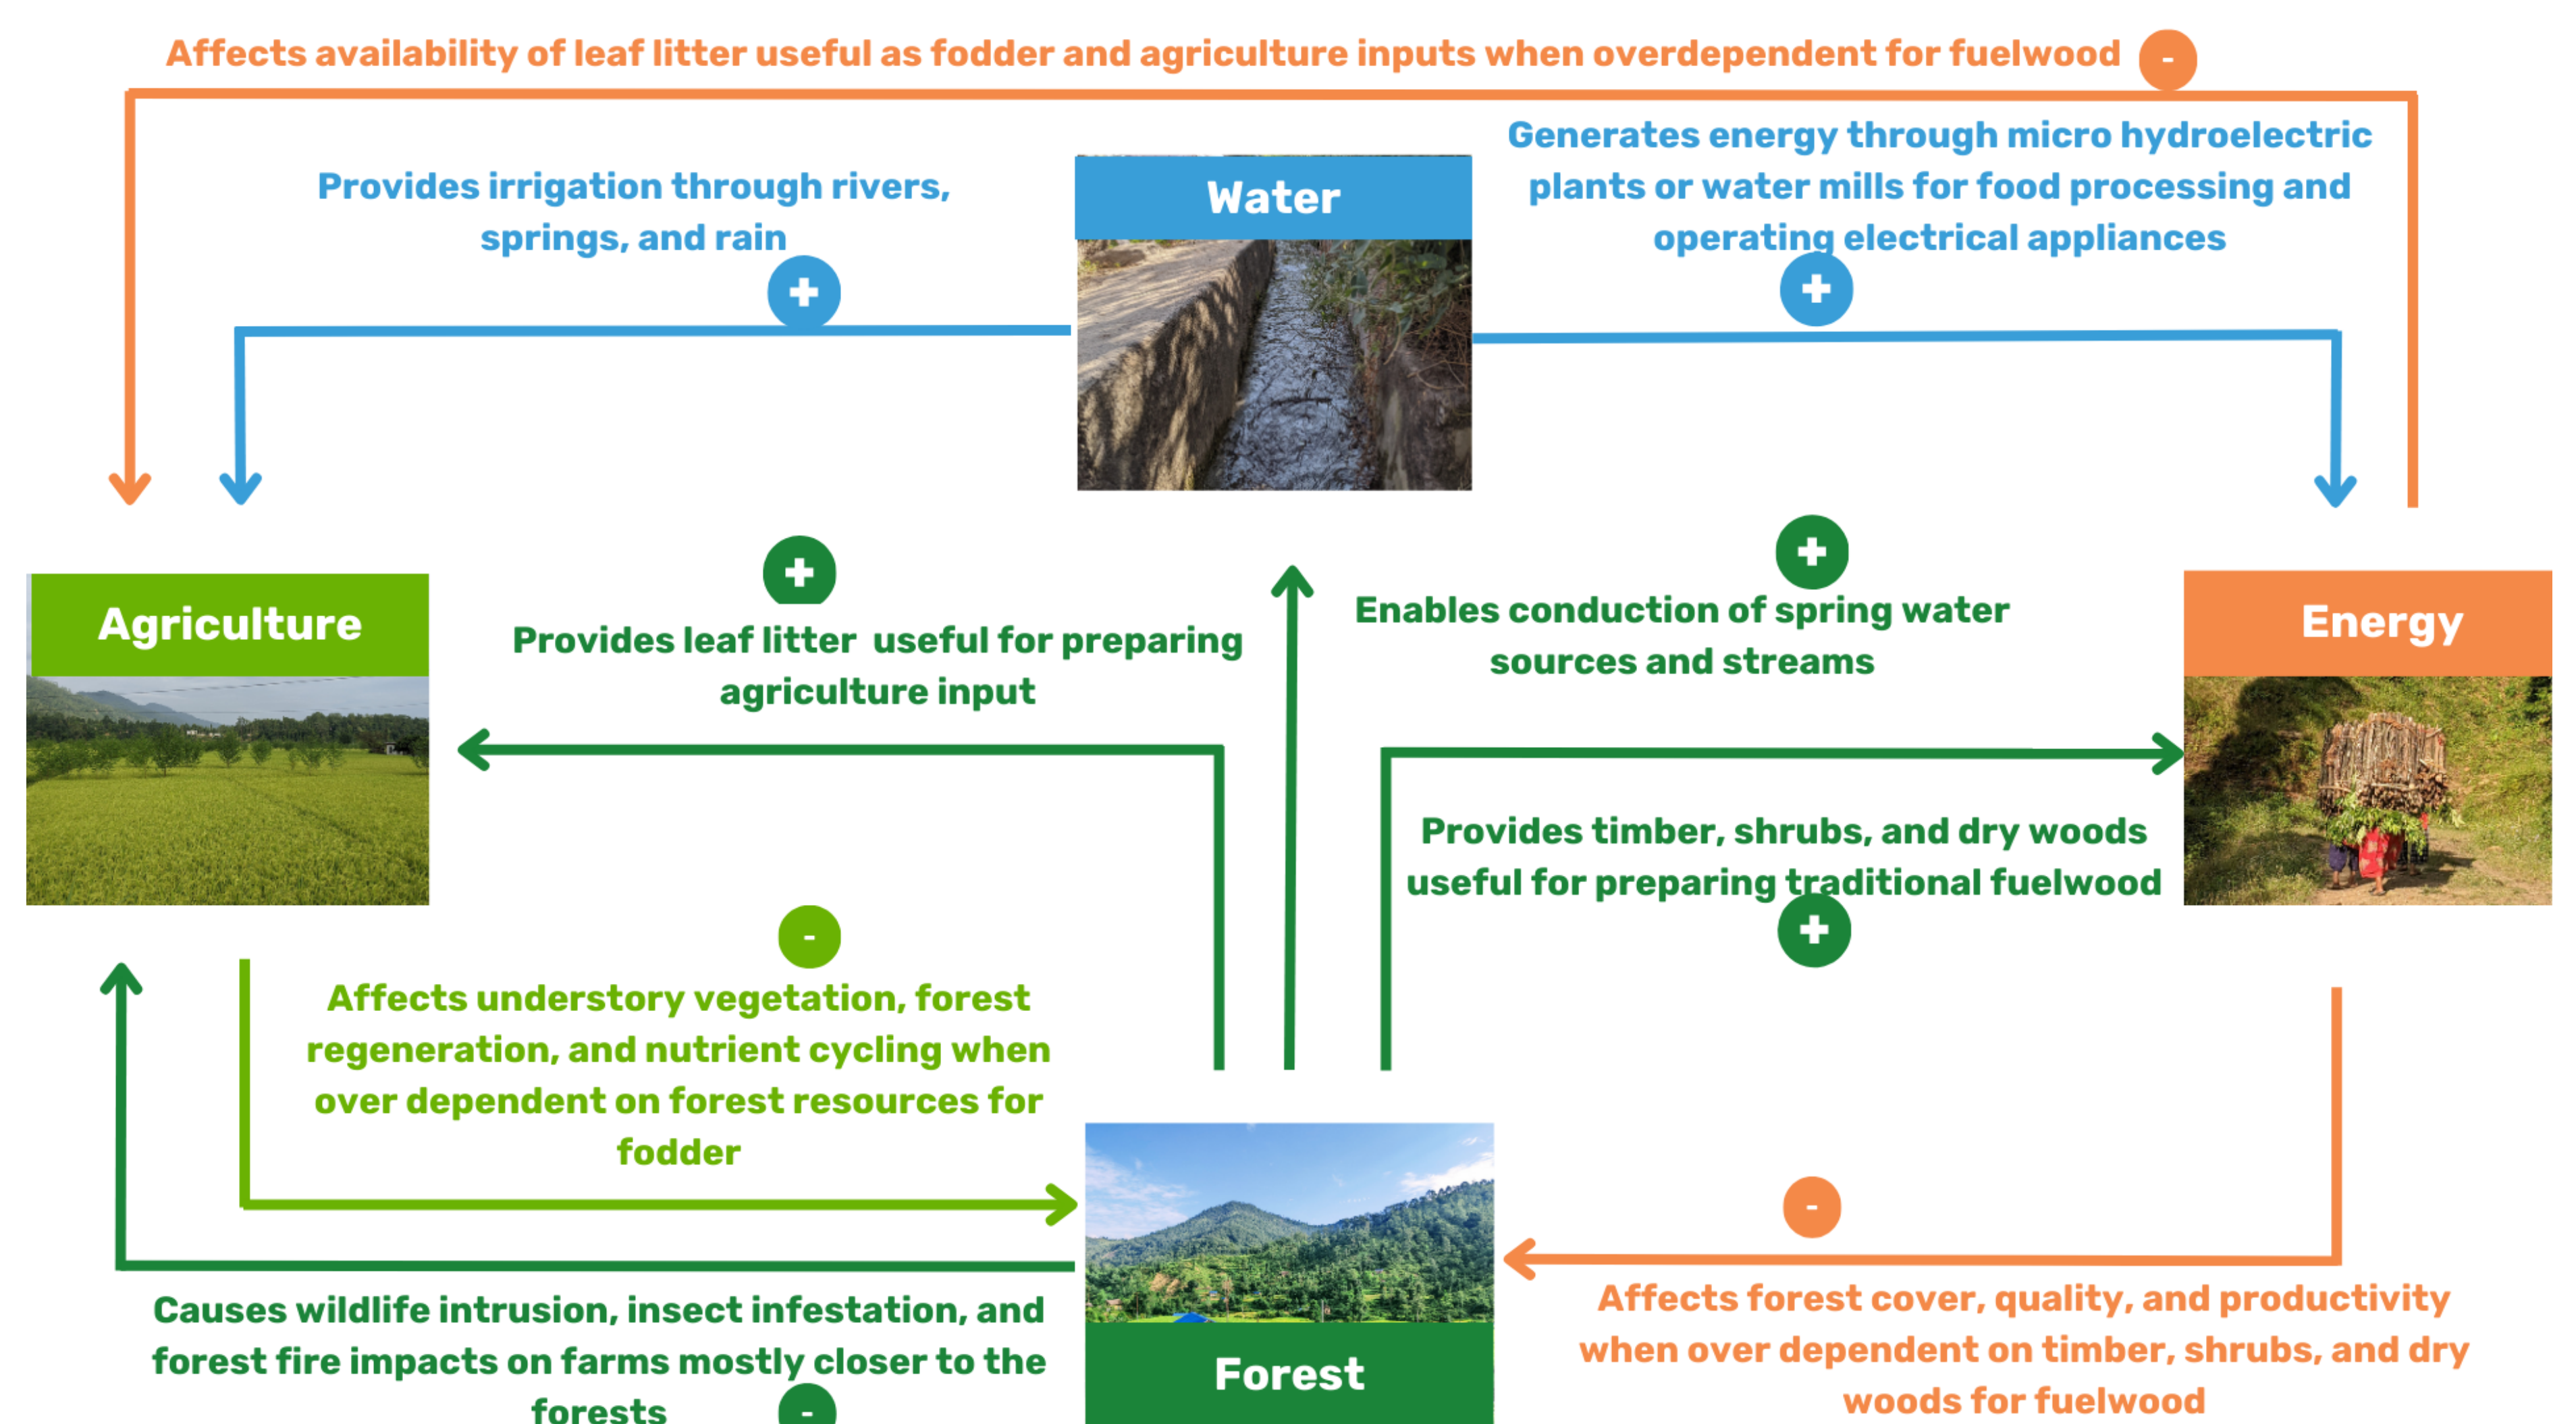 Affects availability of leaf litter useful as fodder and agriculture inputs when overdependent for fuelwood
-
Generates energy through micro hydroelectric
plants or water mills for food processing and
operating electrical appliances
+
Provides irrigation through rivers,
springs, and rain
+
Water
+
Provides leaf litter useful for preparing
agriculture input
+
Enables conduction of spring water
sources and streams
Agriculture
Energy
Provides timber, shrubs, and dry woods
useful for preparing traditional fuelwood
+
-
Affects understory vegetation, forest
regeneration, and nutrient cycling when
over dependent on forest resources for
fodder
-
Causes wildlife intrusion, insect infestation, and
forest fire impacts on farms mostly closer to the
forests
-
Forest
Affects forest cover, quality, and productivity
when over dependent on timber, shrubs, and dry
woods for fuelwood